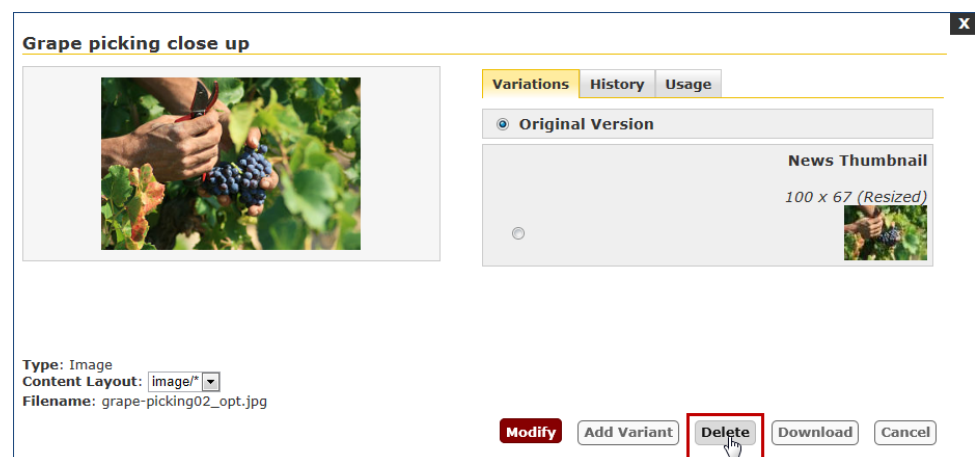 X
Grape picking close up
Variations History Usage
Original Version
News Thumbnail
100 x 67 (Resized)
Type: Image
Content Layout: image/*
Filename: grape-picking02_opt.jpg
Modify Add Variant Delete Download Cancel